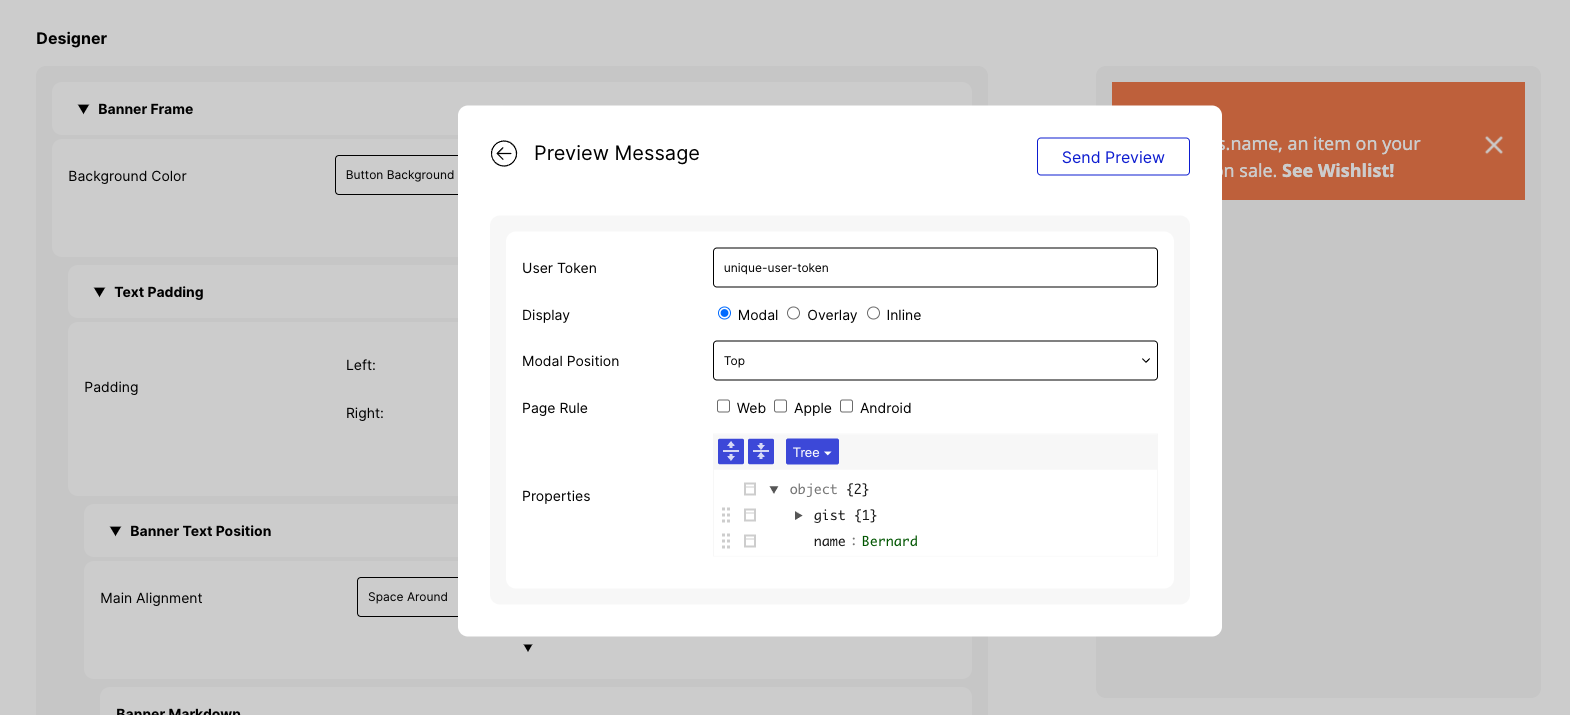 Designer
Banner Frame
Background Color
Button Background
Text Padding
Padding
Left:
Right:
Banner Text Position
Main Alignment
Space Around
Banner Markdown
Preview Message
Send Preview
User Token
unique-user-token
Display
Modal Overlay Inline
Modal Position
Top
Page Rule
Web Apple Android
Properties
Tree
object {2}
gist {1}
name : Bernard
s.name, an item on your
n sale. See Wishlist!